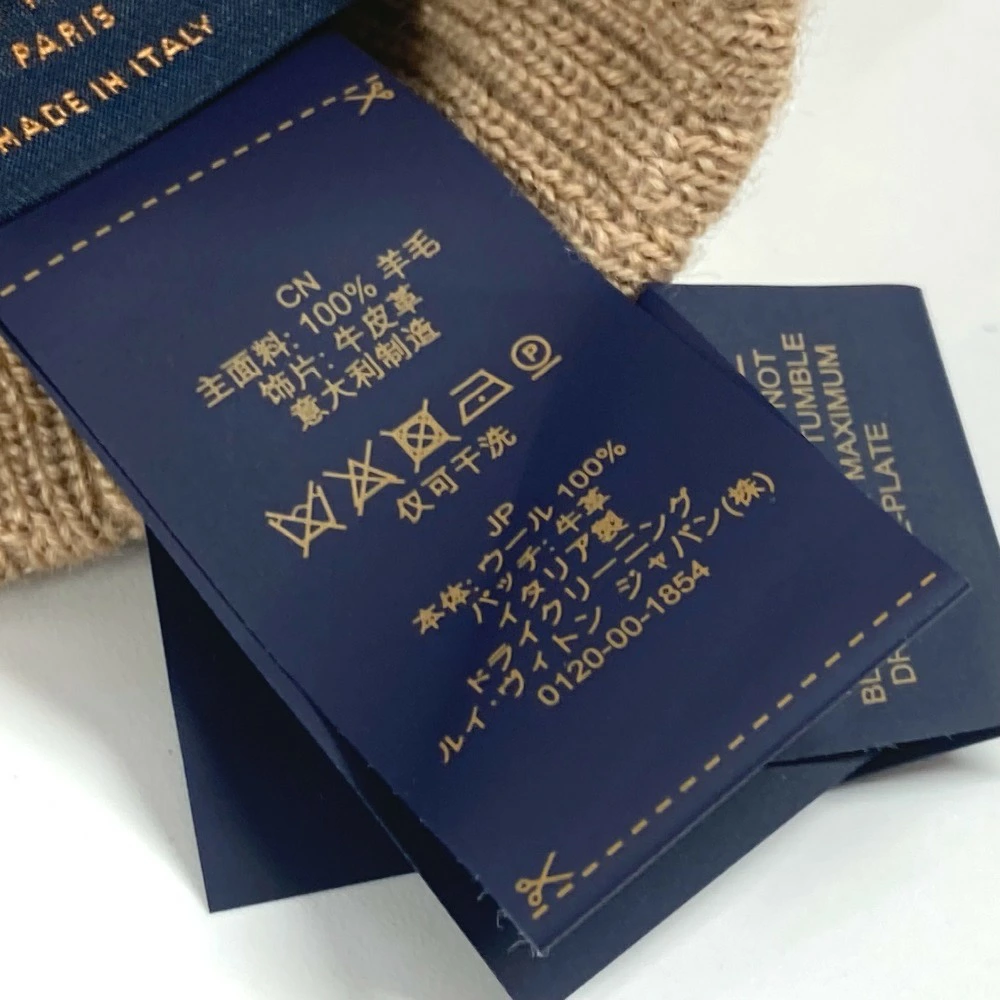 PARIS
MADE IN ITALY
CN
主面料: 100% 羊毛
饰片: 牛皮革
意大利制造
P
仅可干洗
JP
本体: ウール 100%
パッチ: 牛革
イタリア製
ドライクリーニング
ルイ・ヴィトン ジャパン(株)
0120-00-1854
NOT
TUMBLE
MAXIMUM
PLATE